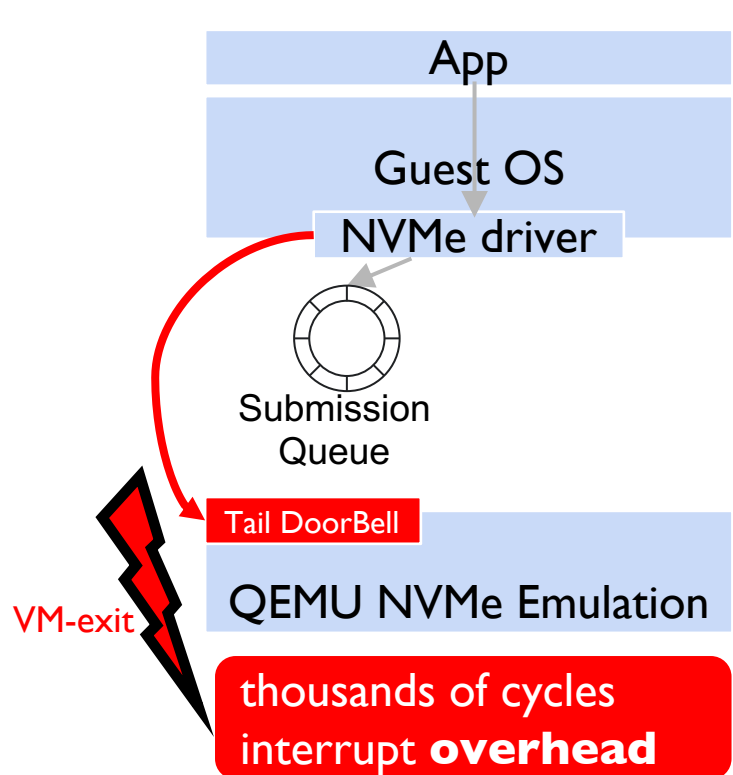 App
Guest OS
NVMe driver
Submission
Queue
Tail DoorBell
QEMU NVMe Emulation
VM-exit
thousands of cycles
interrupt overhead